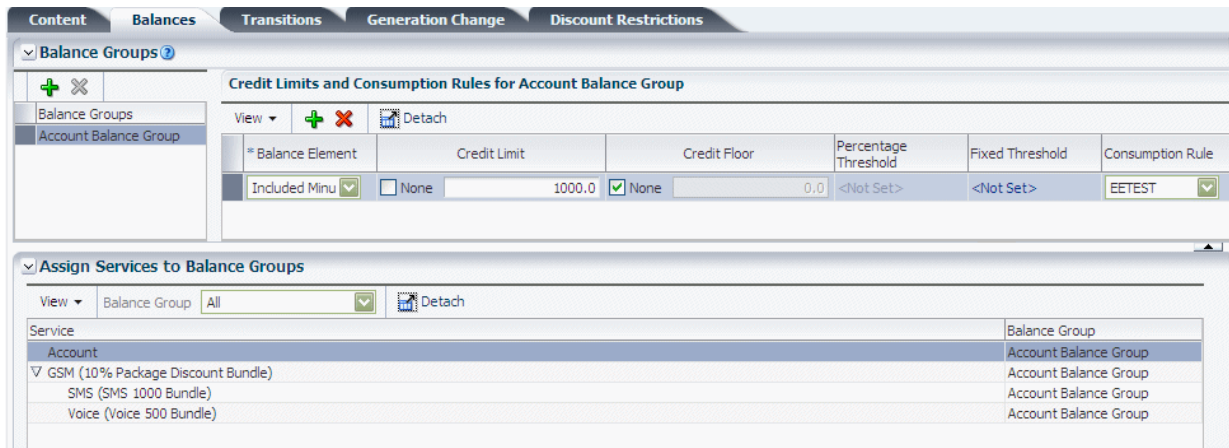 Content Balances Transitions Generation Change Discount Restrictions
Balance Groups
Credit Limits and Consumption Rules for Account Balance Group
Balance Groups
Account Balance Group
View Detach
* Balance Element Credit Limit Credit Floor Percentage Threshold Fixed Threshold Consumption Rule
Included Minu None 1000.0 None 0.0 <Not Set> <Not Set> EETEST
Assign Services to Balance Groups
View Balance Group All Detach
Service Balance Group
Account Account Balance Group
GSM (10% Package Discount Bundle) Account Balance Group
SMS (SMS 1000 Bundle) Account Balance Group
Voice (Voice 500 Bundle) Account Balance Group